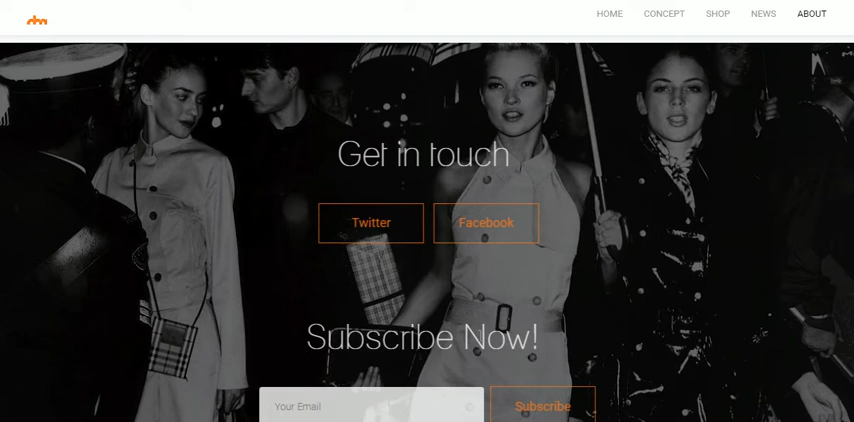 HOME CONCEPT SHOP NEWS ABOUT
Get in touch
Twitter Facebook
Subscribe Now!
Your Email Subscribe